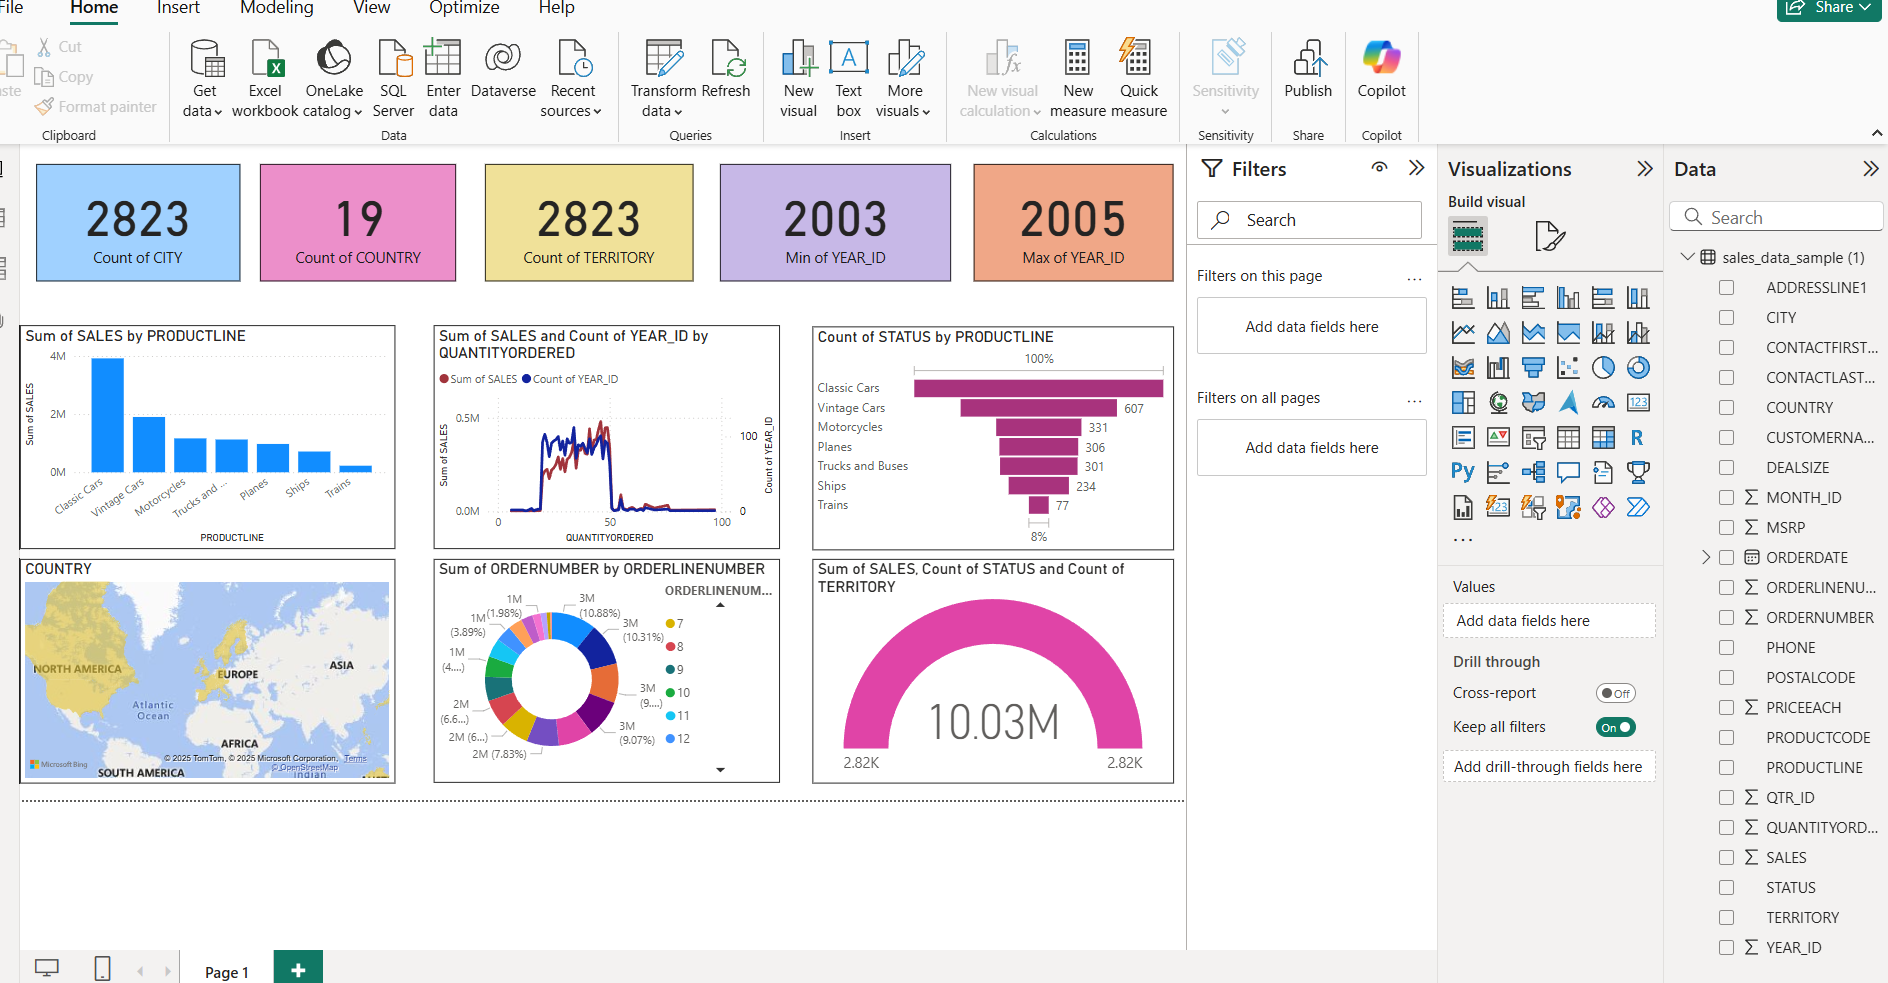 File
Home
Insert
Modeling
View
Optimize
Help
Share
Cut
Copy
Format painter
Clipboard
Get data
Excel workbook
OneLake catalog
SQL Server
Enter data
Dataverse
Recent sources
Data
Transform data
Refresh
Queries
New visual
Text box
More visuals
Insert
New visual calculation
New measure
Quick measure
Calculations
Sensitivity
Sensitivity
Publish
Share
Copilot
Copilot
2823
Count of CITY
19
Count of COUNTRY
2823
Count of TERRITORY
2003
Min of YEAR_ID
2005
Max of YEAR_ID
Sum of SALES by PRODUCTLINE
4M
2M
0M
Sum of SALES
Classic Cars
Vintage Cars
Motorcycles
Trucks and ...
Planes
Ships
Trains
PRODUCTLINE
Sum of SALES and Count of YEAR_ID by
QUANTITYORDERED
Sum of SALES
Count of YEAR_ID
0.5M
0.0M
Sum of SALES
100
0
Count of YEAR_ID
0
50
100
QUANTITYORDERED
Count of STATUS by PRODUCTLINE
100%
Classic Cars
Vintage Cars 607
Motorcycles 331
Planes 306
Trucks and Buses 301
Ships 234
Trains 77
8%
COUNTRY
NORTH AMERICA
EUROPE
ASIA
Atlantic
Ocean
AFRICA
SOUTH AMERICA
Microsoft Bing
© 2025 TomTom, © 2025 Microsoft Corporation, Terms
© OpenStreetMap
Indian
Sum of ORDERNUMBER by ORDERLINENUMBER
ORDERLINENUM...
3M
(10.88%)
3M
(10.31%)
3M
(9....)
3M
(9.07%)
2M (7.83%)
2M (6...)
2M
(6.6...)
1M
(4....)
1M
(3.89%)
1M
(1.98%)
7
8
9
10
11
12
Sum of SALES, Count of STATUS and Count of
TERRITORY
10.03M
2.82K
2.82K
Filters
Search
Filters on this page
...
Add data fields here
Filters on all pages
...
Add data fields here
Visualizations
Build visual
123
R
Py
123
...
Values
Add data fields here
Drill through
Cross-report
Off
Keep all filters
On
Add drill-through fields here
Data
Search
sales_data_sample (1)
ADDRESSLINE1
CITY
CONTACTFIRST...
CONTACTLAST...
COUNTRY
CUSTOMERNA...
DEALSIZE
MONTH_ID
MSRP
ORDERDATE
ORDERLINENU...
ORDERNUMBER
PHONE
POSTALCODE
PRICEEACH
PRODUCTCODE
PRODUCTLINE
QTR_ID
QUANTITYORD...
SALES
STATUS
TERRITORY
YEAR_ID
Page 1